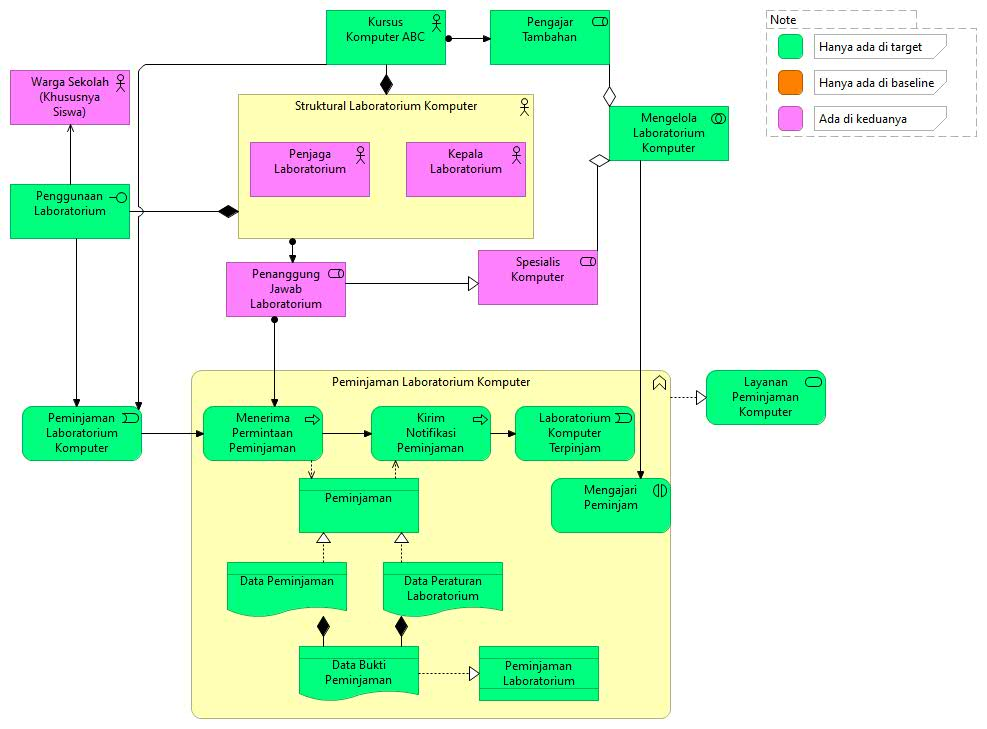 Kursus
Komputer ABC
Pengajar
Tambahan
Note
Hanya ada di target
Hanya ada di baseline
Ada di keduanya
Warga Sekolah
(Khususnya
Siswa)
Struktural Laboratorium Komputer
Mengelola
Laboratorium
Komputer
Penjaga
Laboratorium
Kepala
Laboratorium
Penggunaan
Laboratorium
Penanggung
Jawab
Laboratorium
Spesialis
Komputer
Peminjaman Laboratorium Komputer
Layanan
Peminjaman
Komputer
Peminjaman
Laboratorium
Komputer
Menerima
Permintaan
Peminjaman
Kirim
Notifikasi
Peminjaman
Laboratorium
Komputer
Terpinjam
Peminjaman
Mengajari
Peminjam
Data Peminjaman
Data Peraturan
Laboratorium
Data Bukti
Peminjaman
Peminjaman
Laboratorium